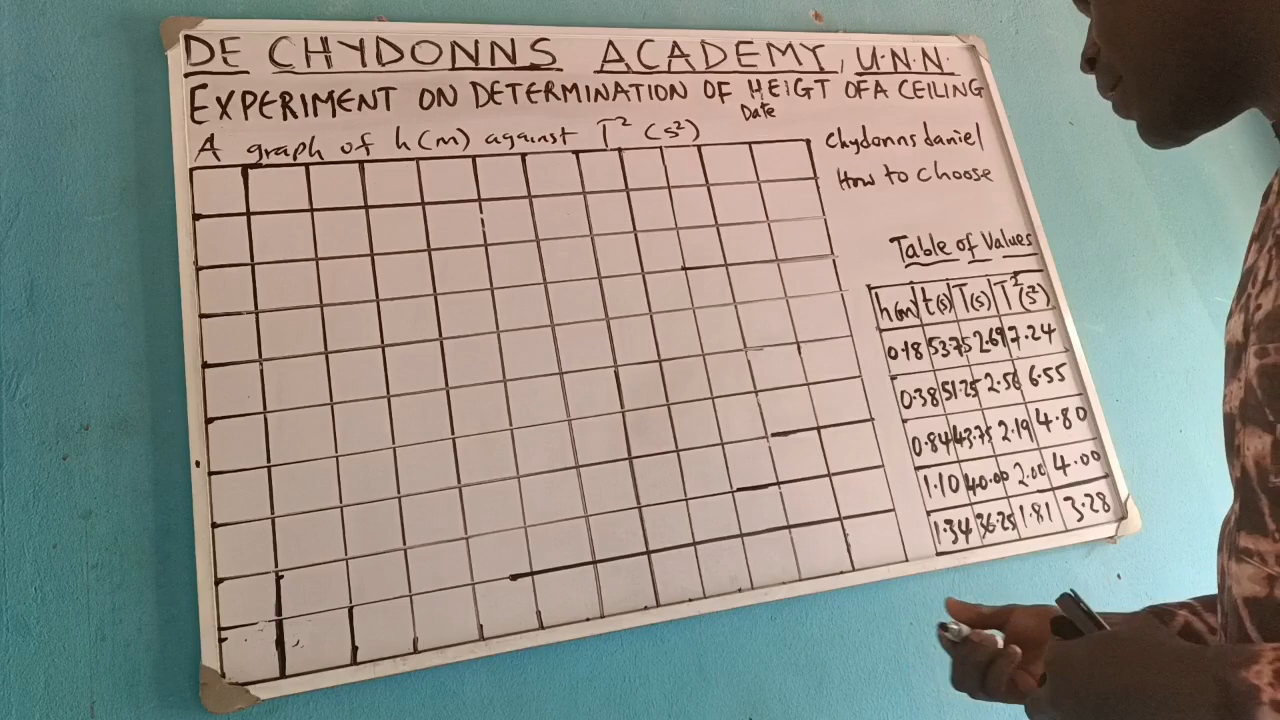 DE CHYDONNS ACADEMY, U.N.N.
EXPERIMENT ON DETERMINATION OF HEIGT OF A CEILING
Date
A graph of h(m) against T² (s²)
Chydonns daniel
How to choose
Table of Values
h(m) t(s) T(s) T²(s²)
0.18 53.75 2.69 7.24
0.38 51.25 2.56 6.55
0.84 43.75 2.19 4.80
1.10 40.00 2.00 4.00
1.34 36.25 1.81 3.28